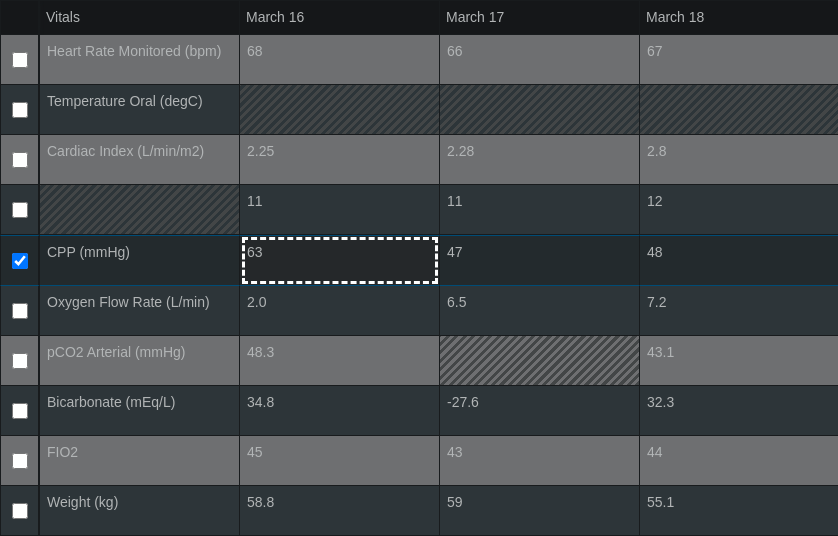 Vitals March 16 March 17 March 18
Heart Rate Monitored (bpm) 68 66 67
Temperature Oral (degC)
Cardiac Index (L/min/m2) 2.25 2.28 2.8
11 11 12
CPP (mmHg) 63 47 48
Oxygen Flow Rate (L/min) 2.0 6.5 7.2
pCO2 Arterial (mmHg) 48.3 43.1
Bicarbonate (mEq/L) 34.8 -27.6 32.3
FIO2 45 43 44
Weight (kg) 58.8 59 55.1